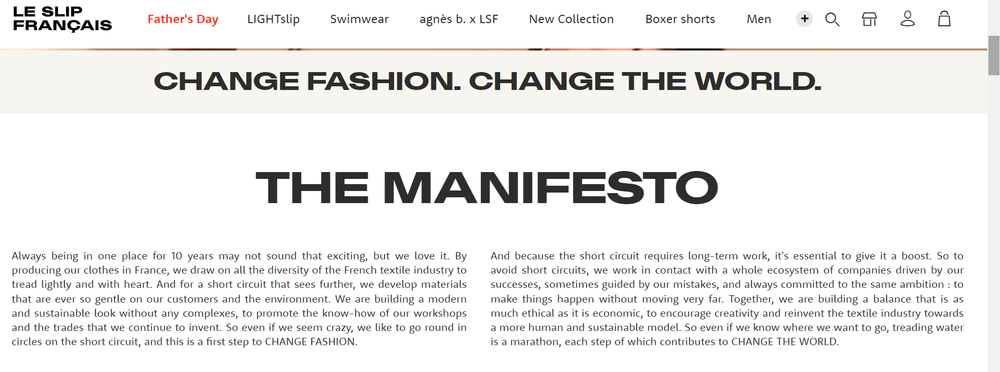 LE SLIP
FRANÇAIS
Father's Day
LIGHTslip
Swimwear
agnès b. x LSF
New Collection
Boxer shorts
Men
CHANGE FASHION. CHANGE THE WORLD.
THE MANIFESTO
Always being in one place for 10 years may not sound that exciting, but we love it. By
producing our clothes in France, we draw on all the diversity of the French textile industry to
tread lightly and with heart. And for a short circuit that sees further, we develop materials
that are ever so gentle on our customers and the environment. We are building a modern
and sustainable look without any complexes, to promote the know-how of our workshops
and the trades that we continue to invent. So even if we seem crazy, we like to go round in
circles on the short circuit, and this is a first step to CHANGE FASHION.
And because the short circuit requires long-term work, it's essential to give it a boost. So to
avoid short circuits, we work in contact with a whole ecosystem of companies driven by our
successes, sometimes guided by our mistakes, and always committed to the same ambition : to
make things happen without moving very far. Together, we are building a balance that is as
much ethical as it is economic, to encourage creativity and reinvent the textile industry towards
a more human and sustainable model. So even if we know where we want to go, treading water
is a marathon, each step of which contributes to CHANGE THE WORLD.